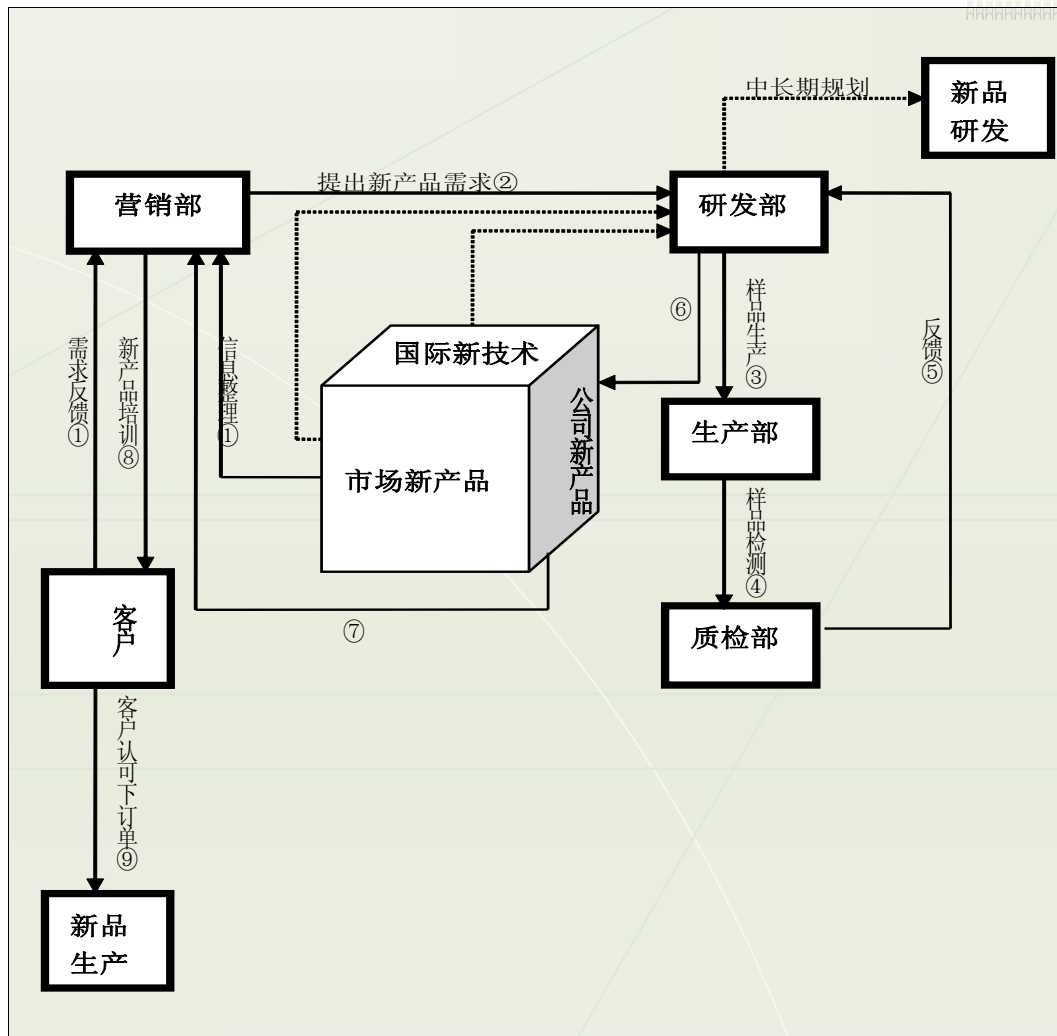 中长期规划
新品
研发
营销部
提出新产品需求②
研发部
需求反馈①
新产品培训⑧
信息整理①
国际新技术
市场新产品
公司新产品
⑥
样品生产③
反馈⑤
生产部
样品检测④
质检部
⑦
客户
客户认可下订单⑨
新品
生产